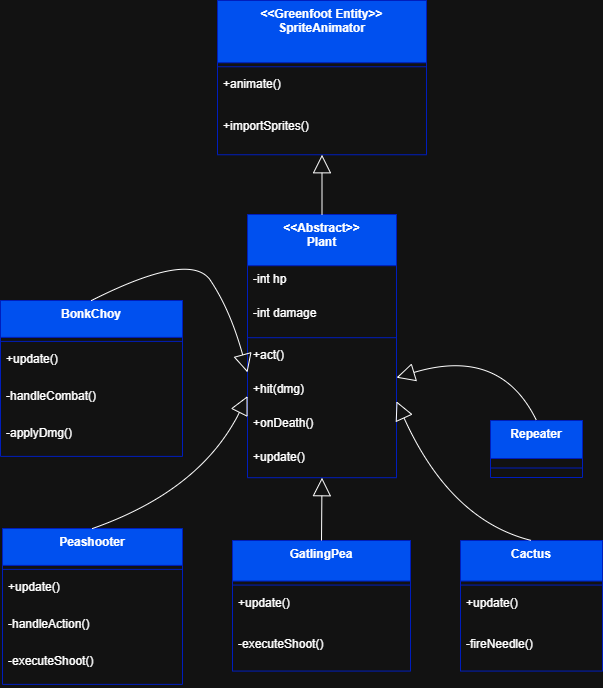 <<Greenfoot Entity>>
SpriteAnimator
+animate()
+importSprites()
<<Abstract>>
Plant
-int hp
-int damage
+act()
+hit(dmg)
+onDeath()
+update()
BonkChoy
+update()
-handleCombat()
-applyDmg()
Repeater
Peashooter
+update()
-handleAction()
-executeShoot()
GatlingPea
+update()
-executeShoot()
Cactus
+update()
-fireNeedle()